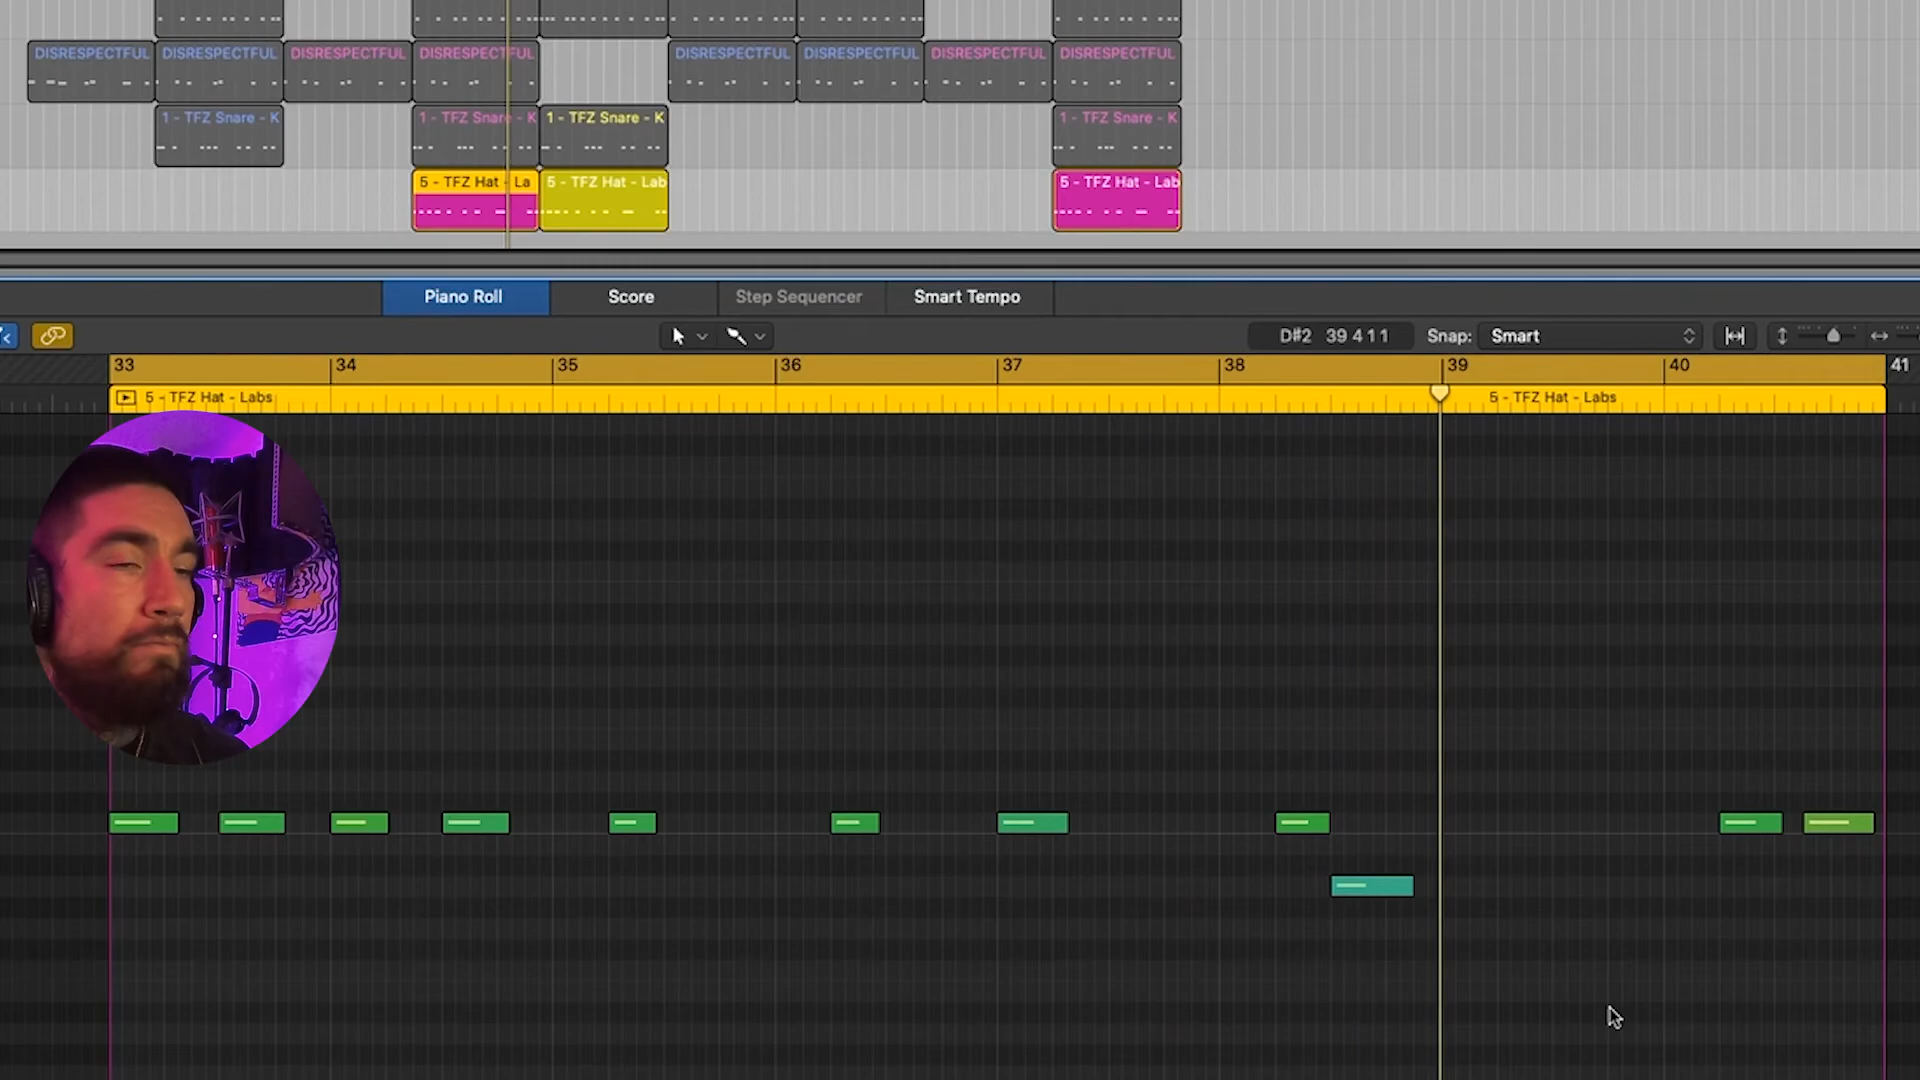 DISRESPECTFUL DISRESPECTFUL DISRESPECTFUL DISRESPECTFUL DISRESPECTFUL DISRESPECTFUL DISRESPECTFUL DISRESPECTFUL
1 - TFZ Snare - K 1 - TFZ Snare - K 1 - TFZ Snare - K 1 - TFZ Snare - K
5 - TFZ Hat - La 5 - TFZ Hat - Lab 5 - TFZ Hat - Lab
Piano Roll Score Step Sequencer Smart Tempo
D#2 39 4 1 1 Snap: Smart
33 34 35 36 37 38 39 40 41
5 - TFZ Hat - Labs 5 - TFZ Hat - Labs